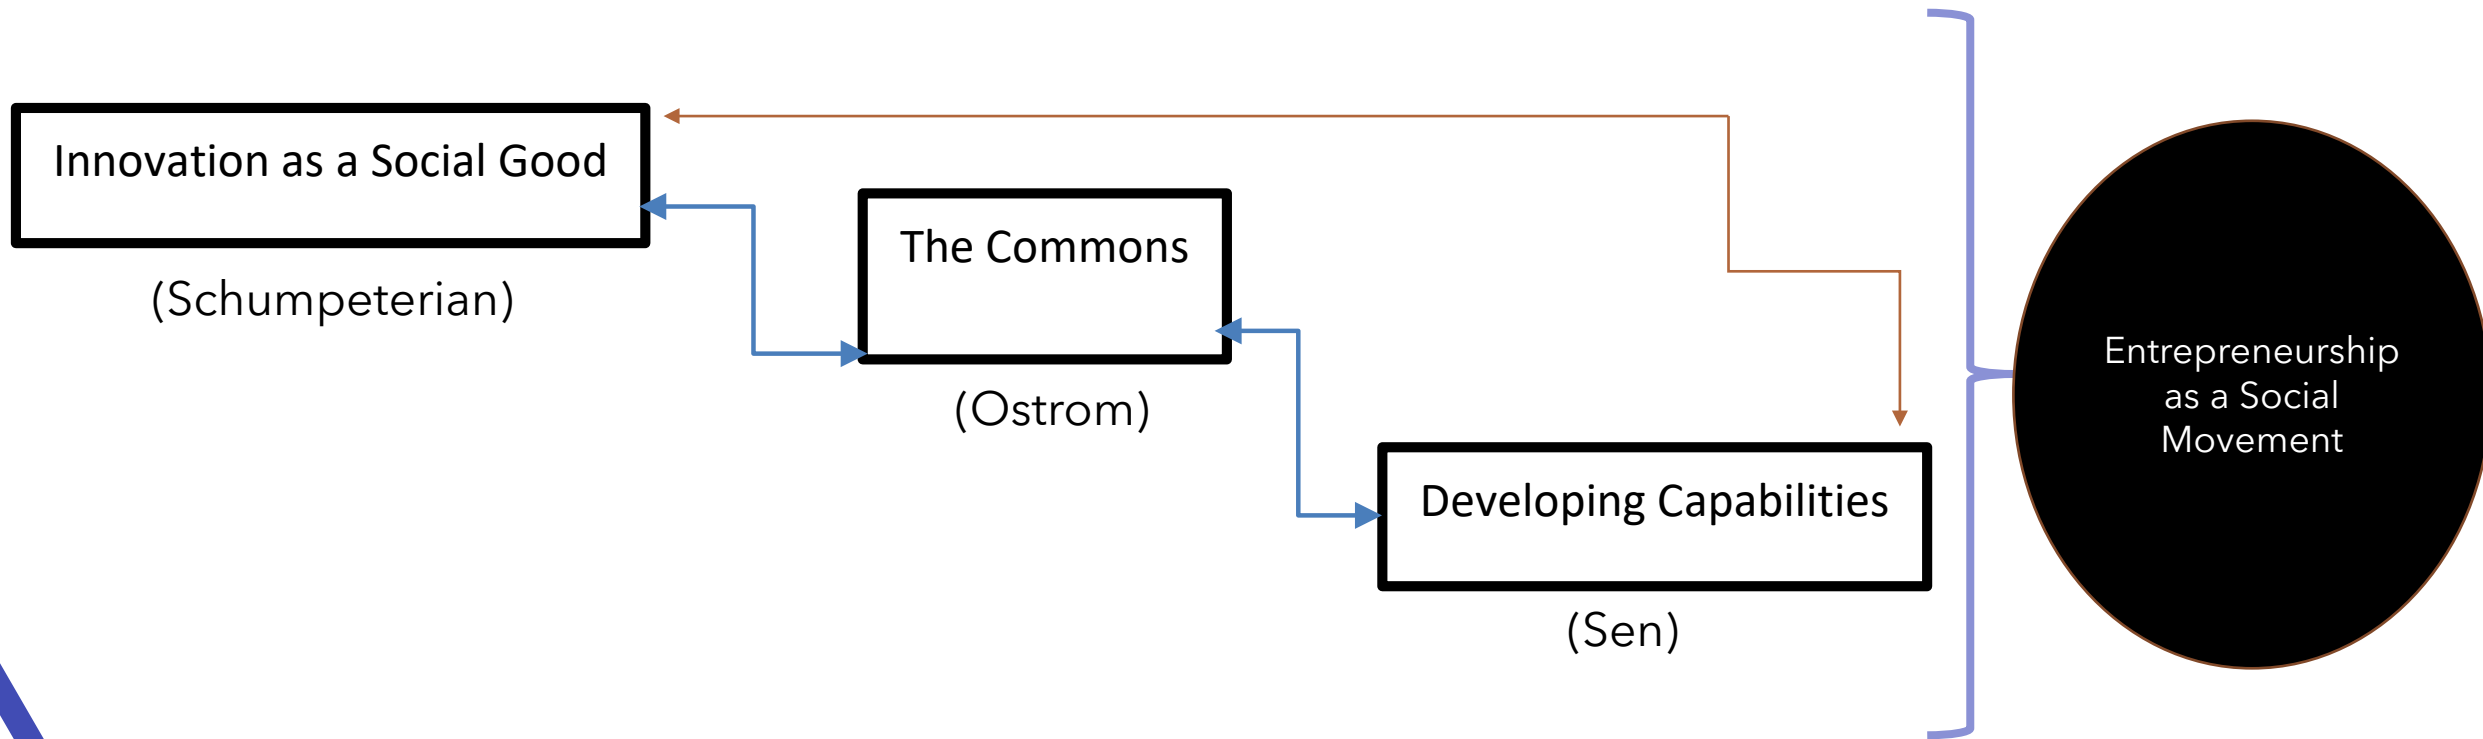 Innovation as a Social Good
(Schumpeterian)
The Commons
(Ostrom)
Developing Capabilities
(Sen)
Entrepreneurship
as a Social
Movement